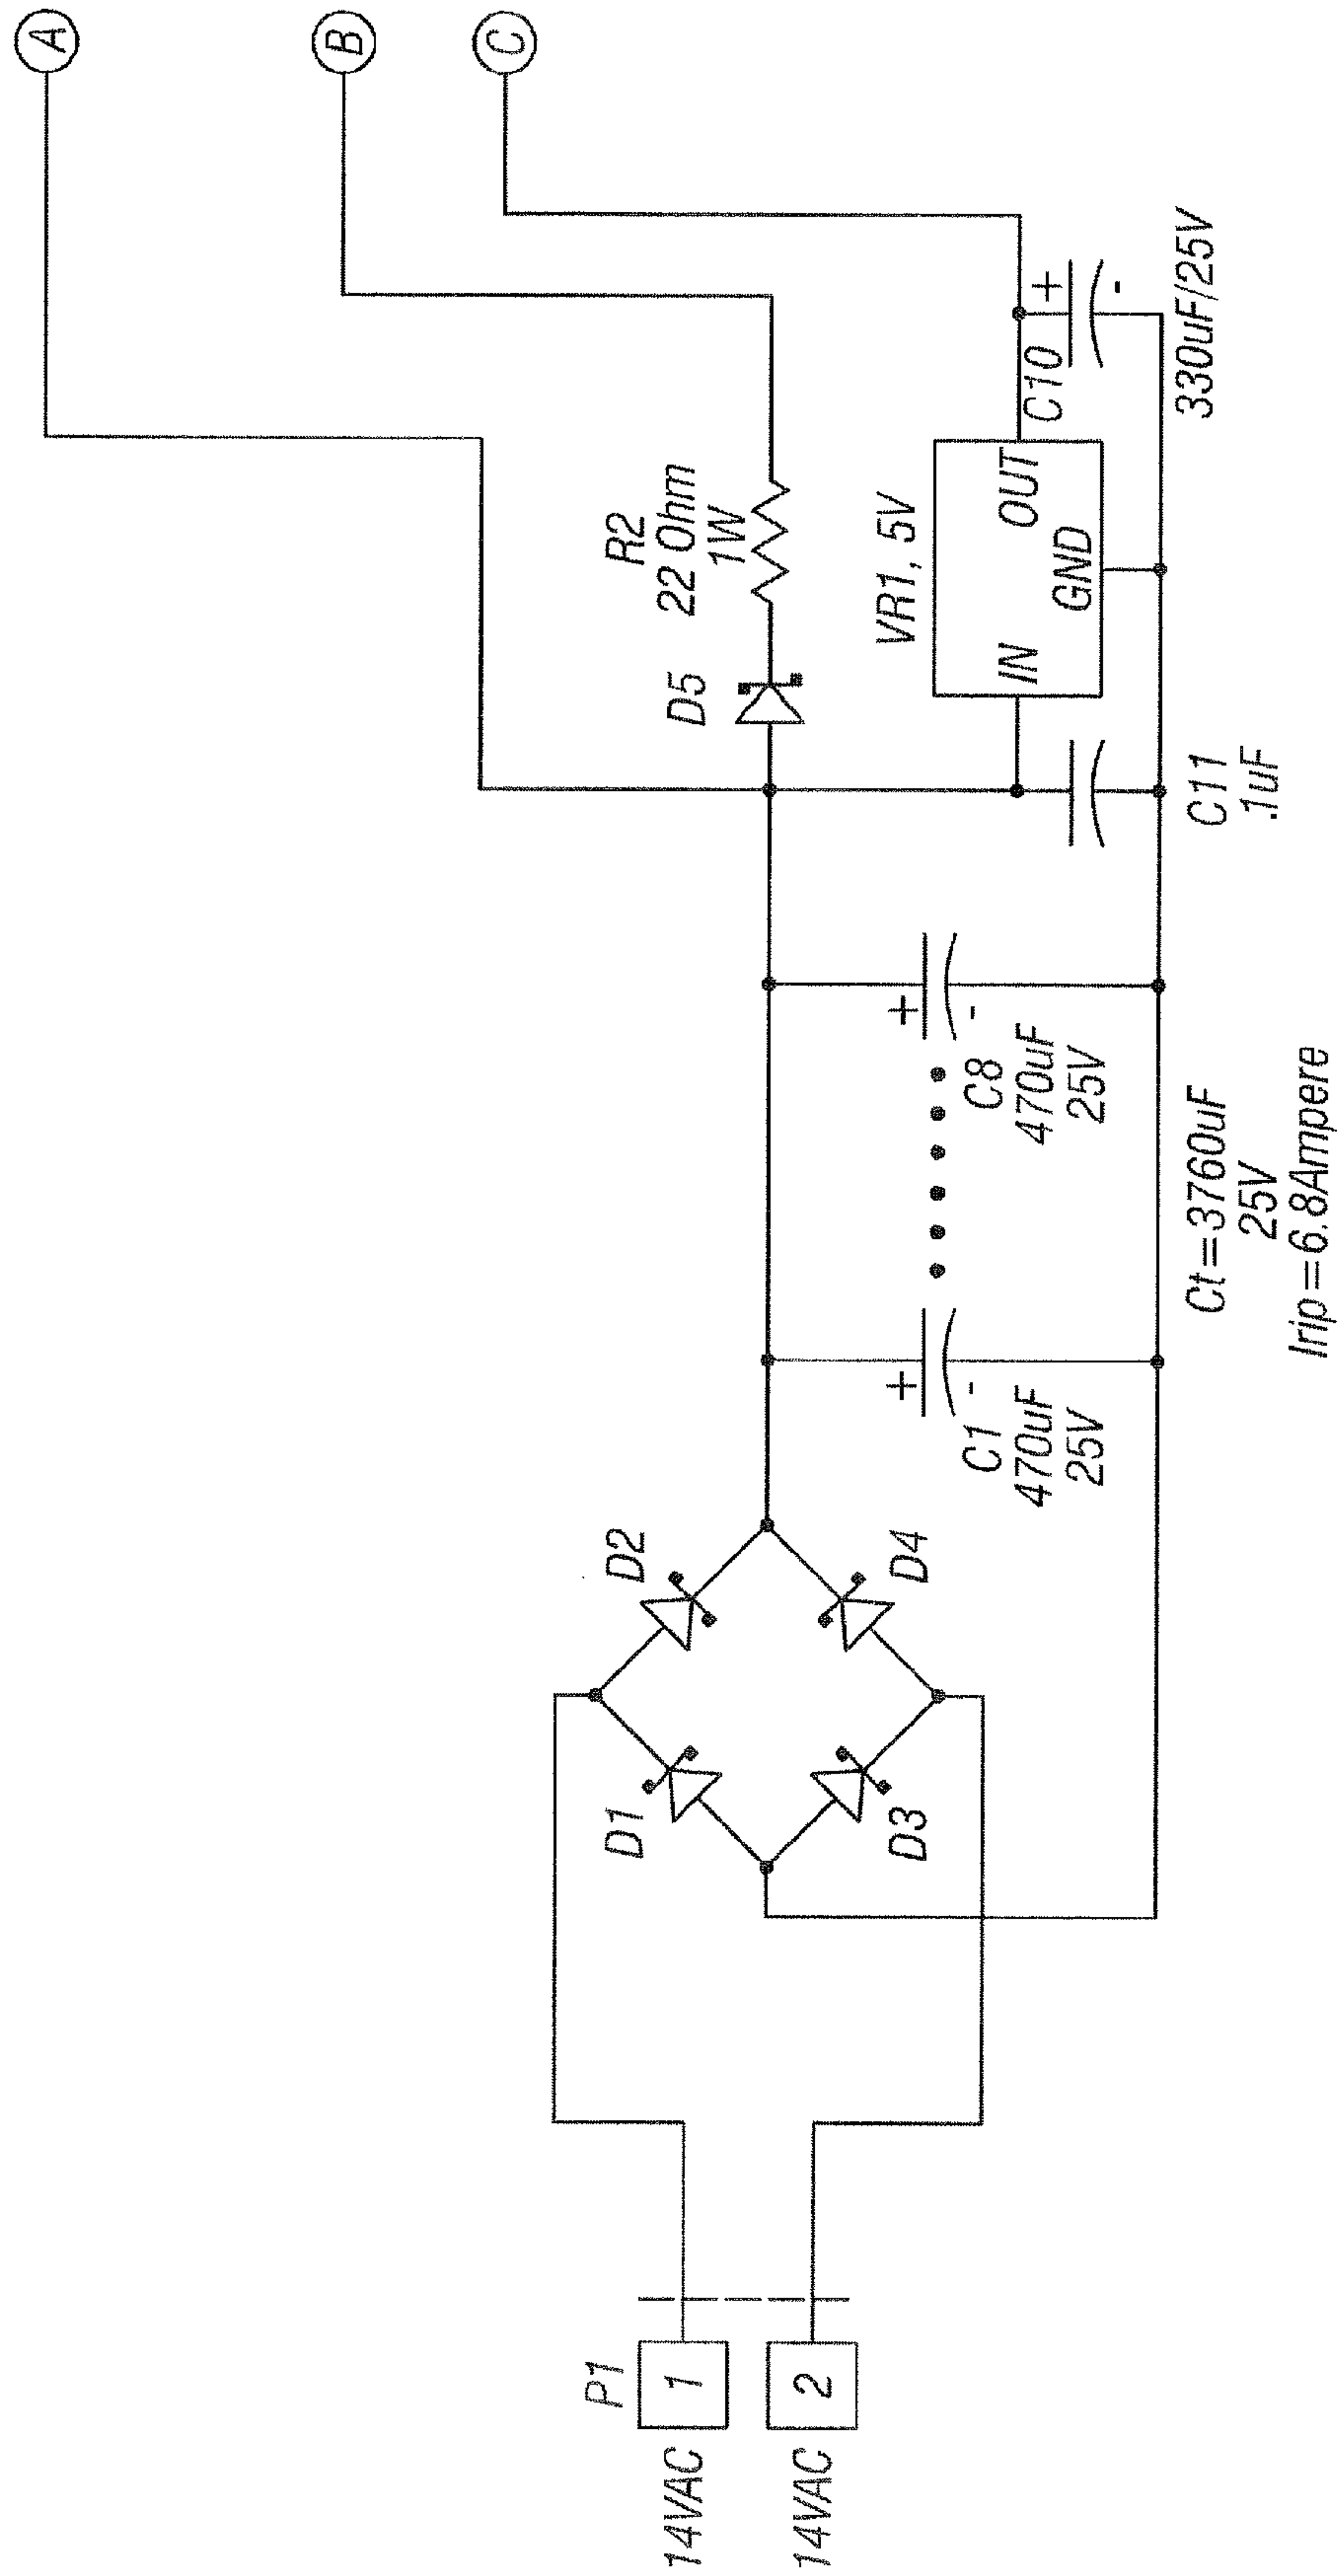 A
B
C
R2
22 Ohm
1W
D5
VR1, 5V
IN
OUT
GND
C10
+
-
330uF/25V
C11
.1uF
D2
D4
D1
D3
+
-
C1
470uF
25V
+
-
C8
470uF
25V
Ct=3760uF
25V
Irip=6.8Ampere
P1
14VAC
1
14VAC
2